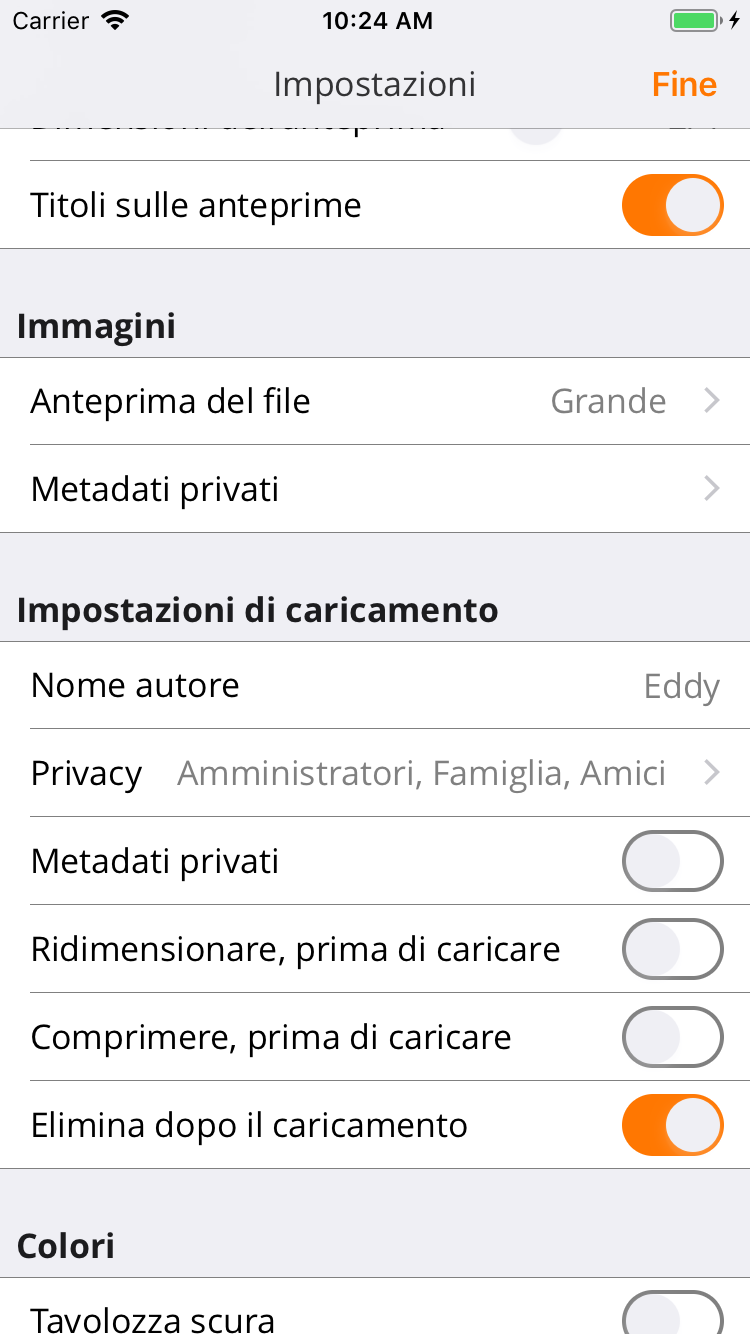 Carrier 10:24 AM
Impostazioni Fine
Titoli sulle anteprime
Immagini
Anteprima del file Grande
Metadati privati
Impostazioni di caricamento
Nome autore Eddy
Privacy Amministratori, Famiglia, Amici
Metadati privati
Ridimensionare, prima di caricare
Comprimere, prima di caricare
Elimina dopo il caricamento
Colori
Tavolozza scura